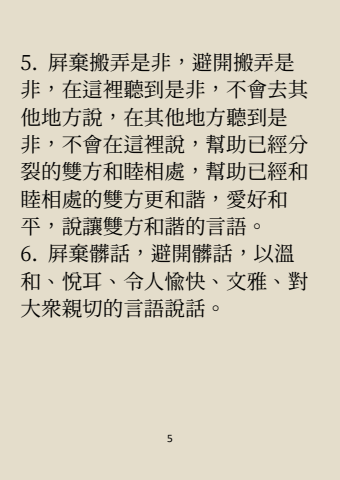 5. 屏棄搬弄是非，避開搬弄是
非，在這裡聽到是非，不會去其
他地方說，在其他地方聽到是
非，不會在這裡說，幫助已經分
裂的雙方和睦相處，幫助已經和
睦相處的雙方更和諧，愛好和
平，說讓雙方和諧的言語。
6. 屏棄髒話，避開髒話，以溫
和、悅耳、令人愉快、文雅、對
大眾親切的言語說話。
5